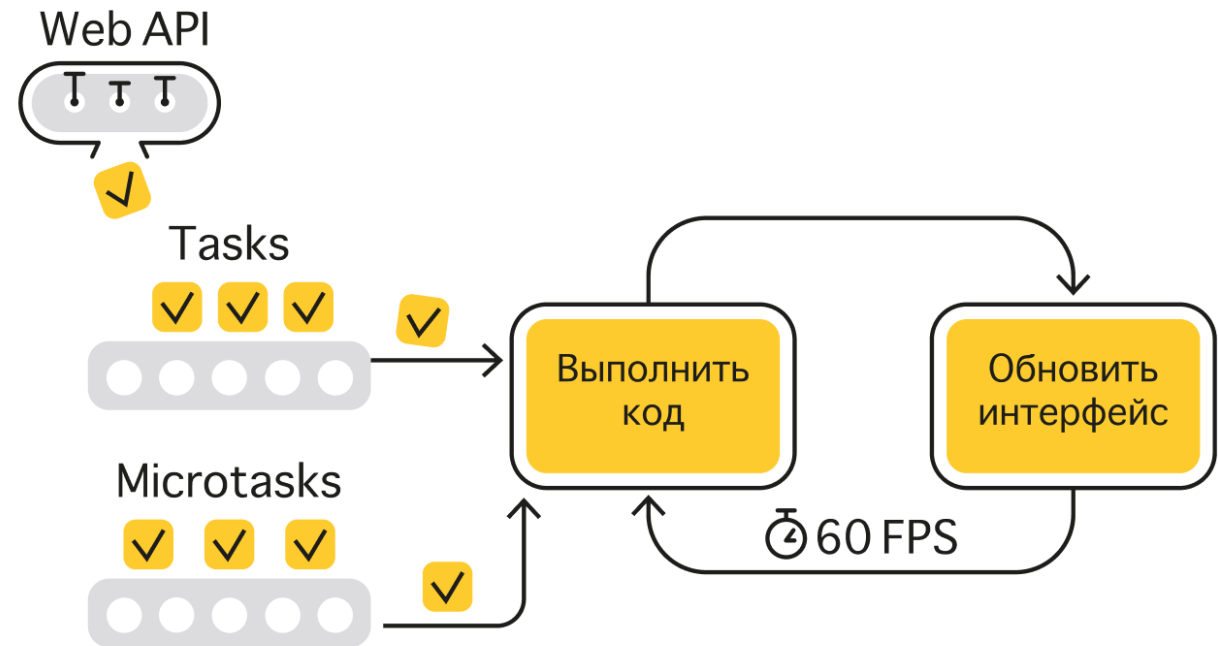 Web API
Tasks
Выполнить
код
Обновить
интерфейс
Microtasks
60 FPS